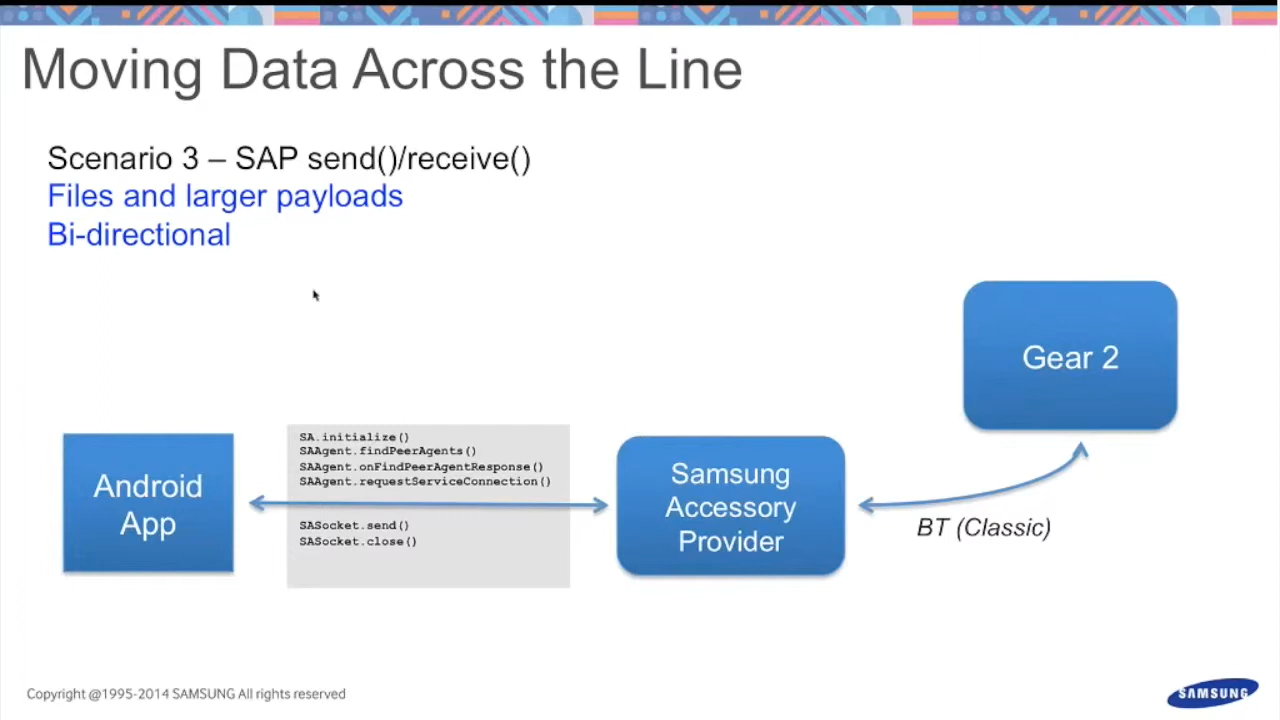 Moving Data Across the Line
Scenario 3 – SAP send()/receive()
Files and larger payloads
Bi-directional
Gear 2
Android
App
SA.initialize()
SAAgent.findPeerAgents()
SAAgent.onFindPeerAgentResponse()
SAAgent.requestServiceConnection()
SASocket.send()
SASocket.close()
Samsung
Accessory
Provider
BT (Classic)
Copyright @1995-2014 SAMSUNG All rights reserved
SAMSUNG